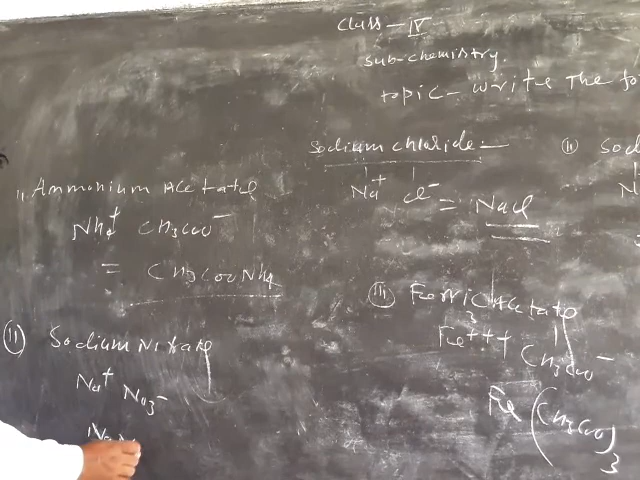 class - IV
sub-chemistry.
topic - write The fo
Sodium chloride -
Na+ Cl-
= NaCl
(ii) Sod
N
Ammonium Acetate
NH4+ CH3COO-
= CH3COONH4
(ii) Sodium Nitrate
Na+ NO3-
Na
(iii) Ferric Acetate
Fe+++ CH3COO-
Fe(CH3COO)3